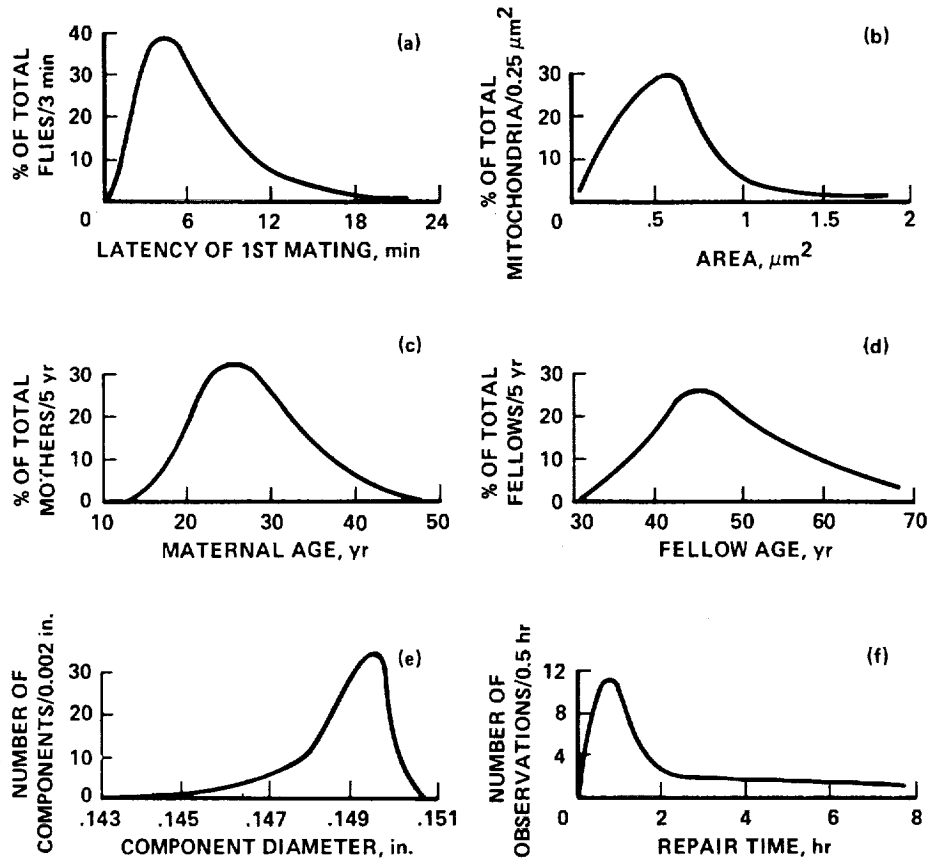 (a)
% OF TOTAL
FLIES/3 min
40
30
20
10
0
6
12
18
24
LATENCY OF 1ST MATING, min
(b)
% OF TOTAL
MITOCHONDRIA/0.25 μm²
30
20
10
0
.5
1
1.5
2
AREA, μm²
(c)
% OF TOTAL
MOTHERS/5 yr
30
20
10
0
10
20
30
40
50
MATERNAL AGE, yr
(d)
% OF TOTAL
FELLOWS/5 yr
30
20
10
0
30
40
50
60
70
FELLOW AGE, yr
(e)
NUMBER OF
COMPONENTS/0.002 in.
30
20
10
0
.143
.145
.147
.149
.151
COMPONENT DIAMETER, in.
(f)
NUMBER OF
OBSERVATIONS/0.5 hr
12
8
4
0
2
4
6
8
REPAIR TIME, hr